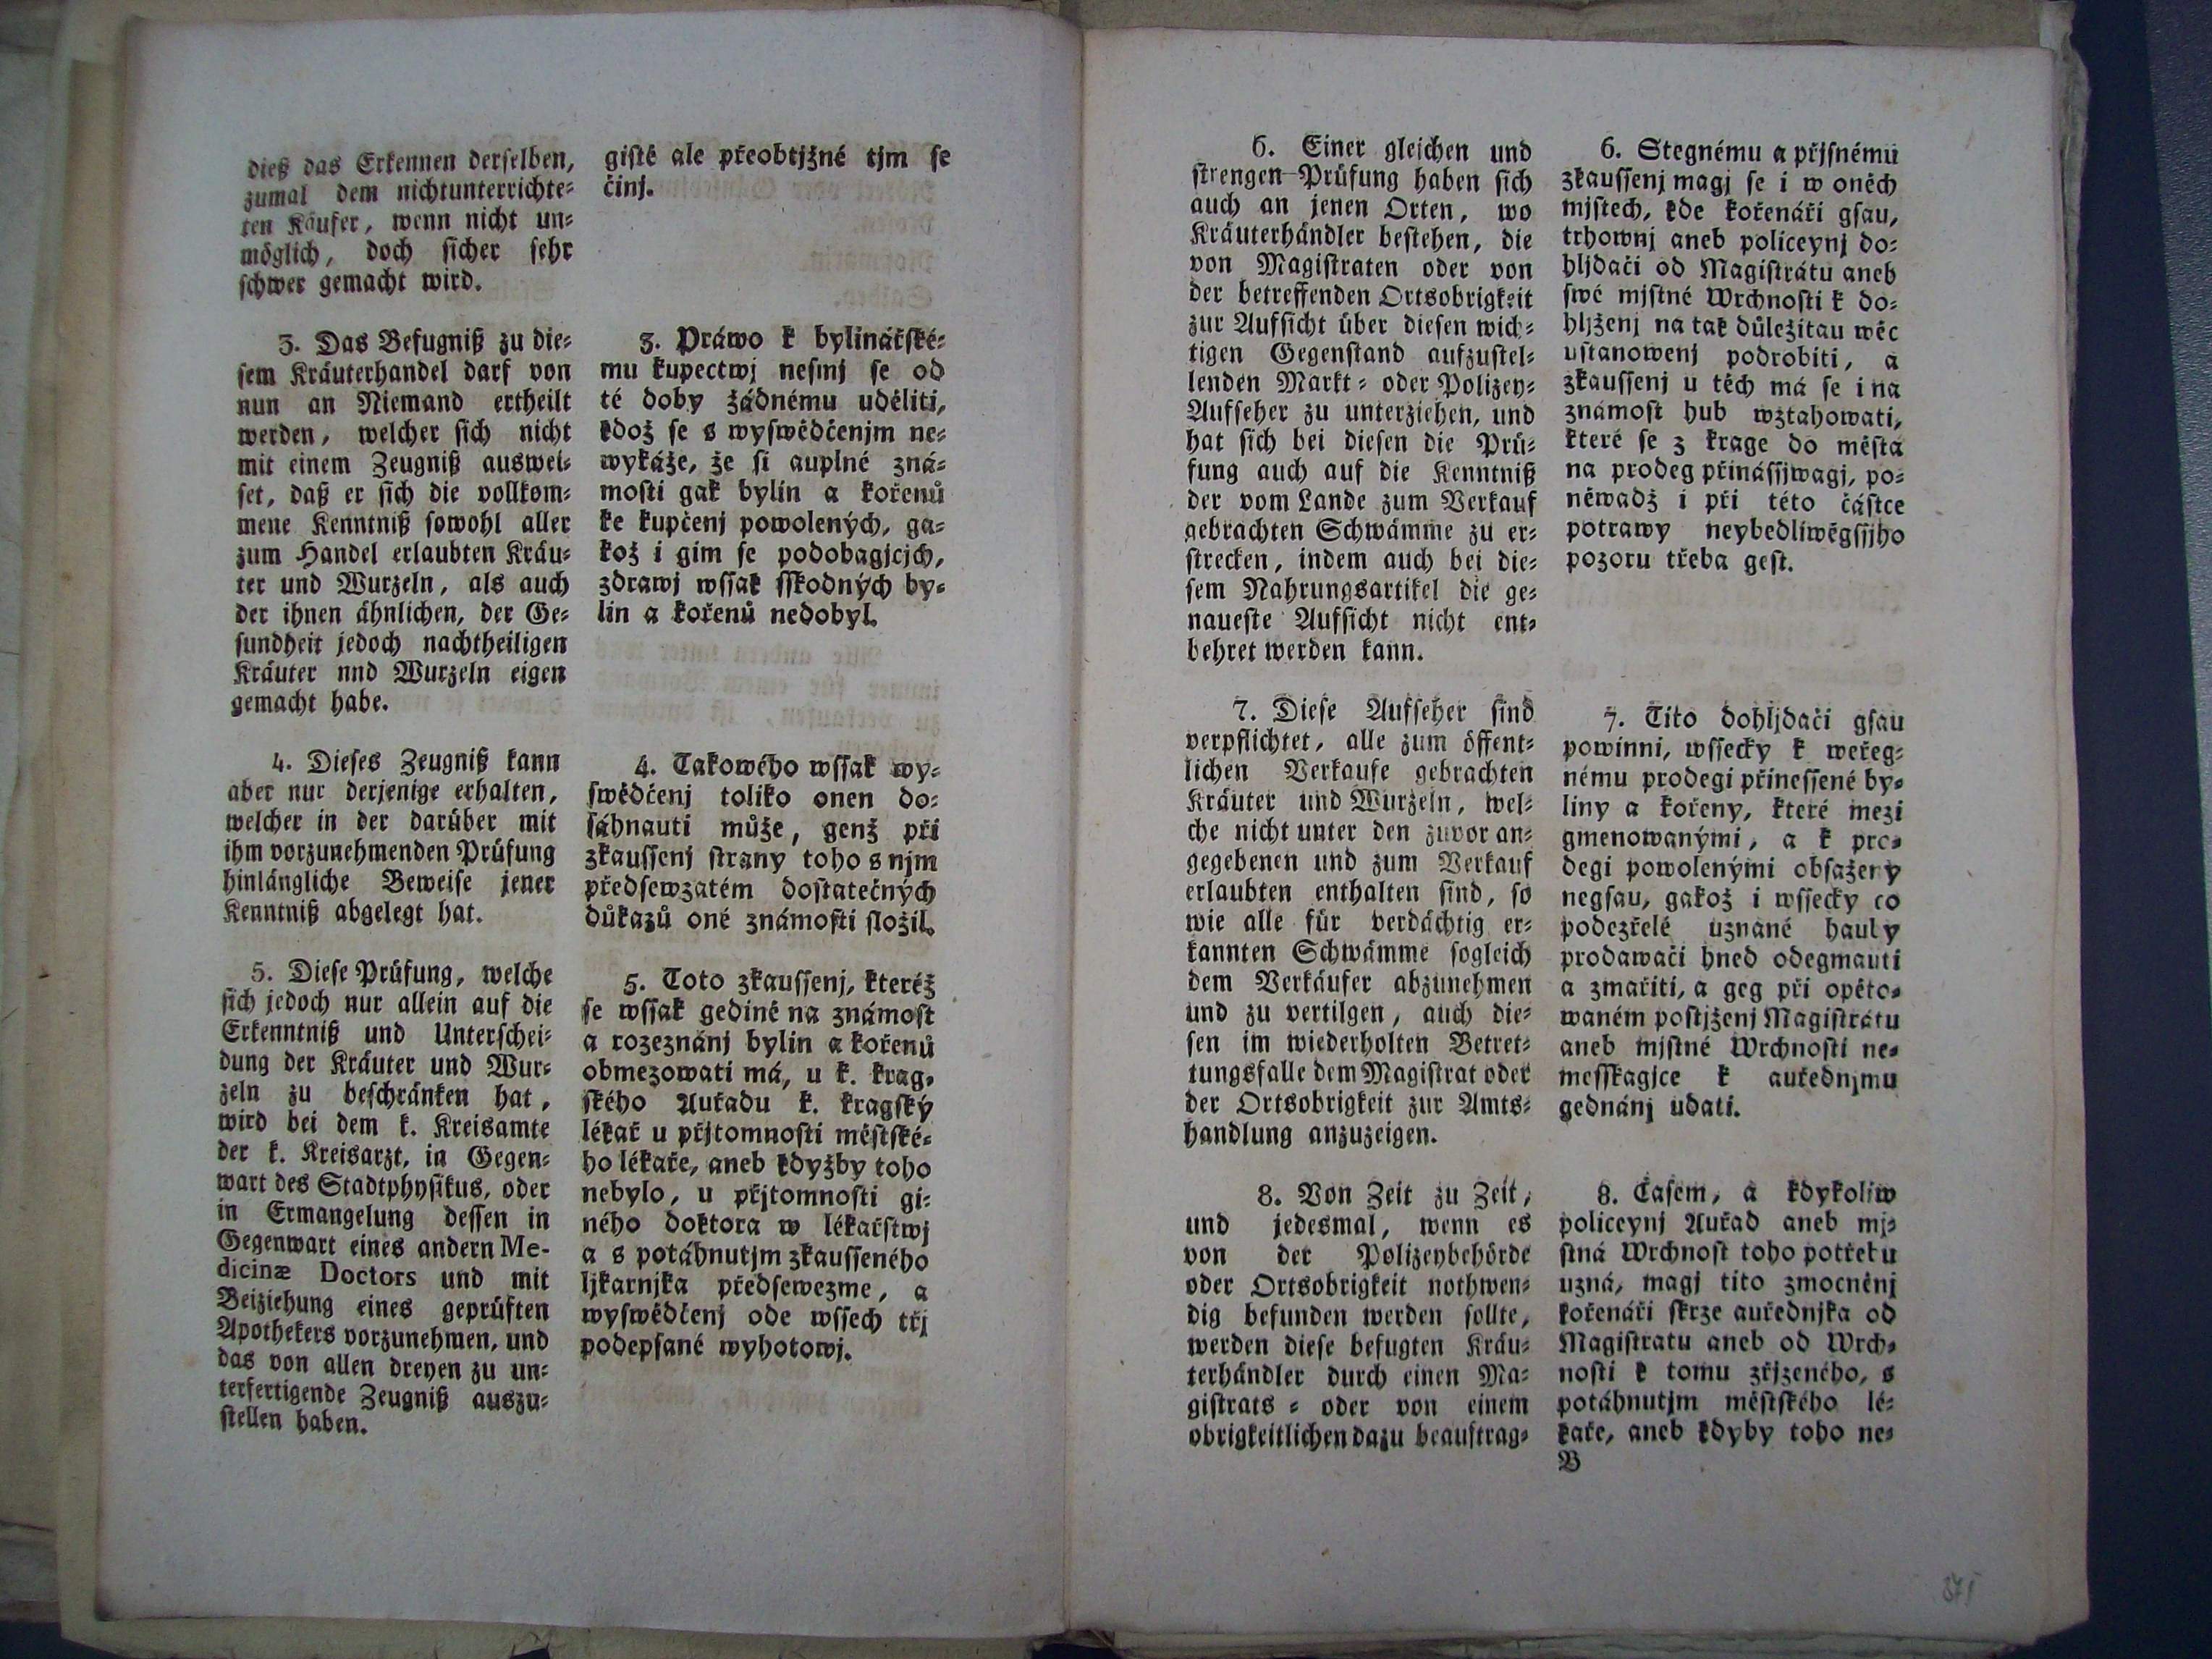 dieß das Erkennen derſelben,
zumal dem nichtunterrichte⸗
ten Käufer, wenn nicht un⸗
möglich, doch ſicher ſehr
ſchwer gemacht wird.
3. Das Befugniß zu die⸗
ſem Kräuterhandel darf von
nun an Niemand ertheilt
werden, welcher ſich nicht
mit einem Zeugniß auswei⸗
ſet, daß er ſich die vollkom⸗
mene Kenntniß ſowohl aller
zum Handel erlaubten Kräu⸗
ter und Wurzeln, als auch
der ihnen ähnlichen, der Ge⸗
ſundheit jedoch nachtheiligen
Kräuter nnd Wurzeln eigen
gemacht habe.
4. Dieſes Zeugniß kann
aber nur derjenige erhalten,
welcher in der darüber mit
ihm vorzunehmenden Prüfung
hinlängliche Beweiſe jener
Kenntniß abgelegt hat.
5. Dieſe Prüfung, welche
ſich jedoch nur allein auf die
Erkenntniß und Unterſchei⸗
dung der Kräuter und Wur⸗
zeln zu beſchränken hat,
wird bei dem k. Kreisamte
der k. Kreisarzt, in Gegen⸗
wart des Stadtphyſikus, oder
in Ermangelung deſſen in
Gegenwart eines andern Me-
dicinæ Doctors und mit
Beiziehung eines geprüften
Apothekers vorzunehmen, und
das von allen dreyen zu un⸗
terfertigende Zeugniß auszu⸗
ſtellen haben.
giſtě ale přeobtjžné tjm ſe
činj.
3. Práwo k bylinářſké⸗
mu kupectwj neſmj ſe od
té doby žádnému uděliti,
kdož ſe s wyſwědčenjm ne⸗
wykáže, že ſi auplné zná⸗
moſti gak bylin a kořenů
ke kupčenj powolených, ga⸗
kož i gim ſe podobagjcjch,
zdrawj wſſak ſſkodných by⸗
lin a kořenů nedobyl.
4. Takowého wſſak wy⸗
ſwědčenj toliko onen do⸗
ſáhnauti může, genž při
zkauſſenj ſtrany toho s njm
předſewzatém doſtatečných
důkazů oné známoſti ſložil.
5. Toto zkauſſenj, kteréž
ſe wſſak gedině na známoſt
a rozeznánj bylin a kořenů
obmezowati má, u k. krag⸗
ſkého Auřadu k. kragſký
lékař u přjtomnoſti měſtſké⸗
ho lékaře, aneb kdyžby toho
nebylo, u přjtomnoſti gi⸗
ného doktora w lékařſtwj
a s potáhnutjm zkauſſeného
ljkarnjka předſewezme, a
wyſwědčenj ode wſſech třj
podepſané wyhotowj.
6. Einer gleichen und
ſtrengen Prüfung haben ſich
auch an jenen Orten, wo
Kräuterhändler beſtehen, die
von Magiſtraten oder von
der betreffenden Ortsobrigkeit
zur Aufſicht über dieſen wich⸗
tigen Gegenſtand aufzuſtel⸗
lenden Markt⸗ oder Polizey⸗
Aufſeher zu unterziehen, und
hat ſich bei dieſen die Prü⸗
fung auch auf die Kenntniß
der vom Lande zum Verkauf
gebrachten Schwämme zu er⸗
ſtrecken, indem auch bei die⸗
ſem Nahrungsartikel die ge⸗
naueſte Aufſicht nicht ent⸗
behret werden kann.
7. Dieſe Aufſeher ſind
verpflichtet, alle zum öffent⸗
lichen Verkaufe gebrachten
Kräuter und Wurzeln, wel⸗
che nicht unter den zuvor an⸗
gegebenen und zum Verkauf
erlaubten enthalten ſind, ſo
wie alle für verdächtig er⸗
kannten Schwämme ſogleich
dem Verkäufer abzunehmen
und zu vertilgen, auch die⸗
ſen im wiederholten Betret⸗
tungsfalle dem Magiſtrat oder
der Ortsobrigkeit zur Amts⸗
handlung anzuzeigen.
8. Von Zeit zu Zeit,
und jedesmal, wenn es
von der Polizeybehörde
oder Ortsobrigkeit nothwen⸗
dig befunden werden ſollte,
werden dieſe befugten Kräu⸗
terhändler durch einen Ma⸗
giſtrats ⸗ oder von einem
obrigkeitlichen dazu beauftrag⸗
6. Stegnému a přjſnému
zkauſſenj magj ſe i w oněch
mjſtech, kde kořenáři gſau,
trhownj aneb policeynj do⸗
hljdači od Magiſtrátu aneb
ſwé mjſtné Wrchnoſti k do⸗
hljženj na tak důležitau wěc
uſtanowenj podrobiti, a
zkauſſenj u těch má ſe i na
známoſt hub wztahowati,
které ſe z krage do měſta
na prodeg přináſſjwagj, po⸗
něwadž i při této čáſtce
potrawy neybedliwěgſſjho
pozoru třeba geſt.
7. Tito dohljdači gſau
powinni, wſſecky k weřeg⸗
nému prodegi přineſſené by⸗
liny a kořeny, které mezi
gmenowanými, a k pro⸗
degi powolenými obſaženy
negſau, gakož i wſſecky co
podezřelé uznané hauby
prodawači hned odegmauti
a zmařiti, a geg při opěto⸗
waném poſtjženj Magiſtrátu
aneb mjſtné Wrchnoſti ne⸗
meſſkagjce k auřednjmu
gednánj udati.
8. Čaſem, a kdykoliw
policeynj Auřad aneb mj⸗
ſtná Wrchnoſt toho potřebu
uzná, magj tito zmocněnj
kořenáři ſkrze auřednjka od
Magiſtratu aneb od Wrch⸗
noſti k tomu zřjzeného, s
potáhnutjm měſtſkého lé⸗
kaře, aneb kdyby toho ne⸗
B